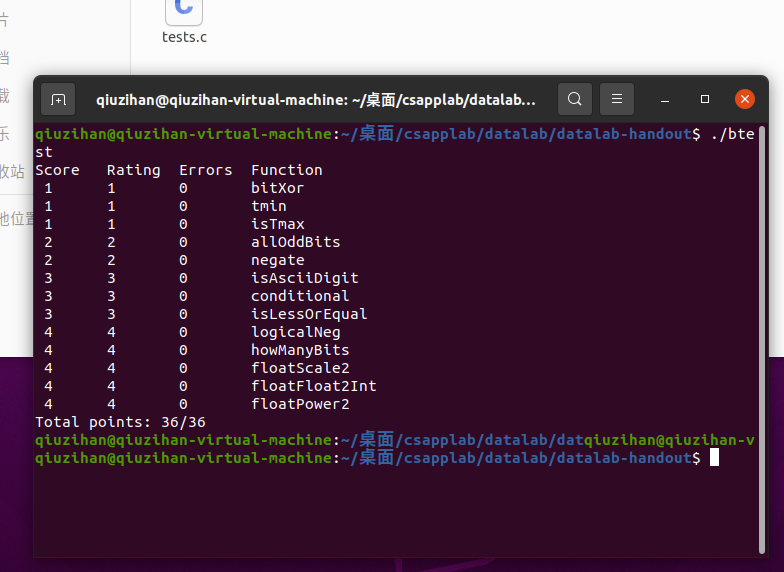 tests.c
片
档
载
乐
收站
他位置
qiuzihan@qiuzihan-virtual-machine: ~/桌面/csapplab/datalab...
qiuzihan@qiuzihan-virtual-machine:~/桌面/csapplab/datalab/datalab-handout$ ./bte
st
Score Rating Errors Function
1 1 0 bitXor
1 1 0 tmin
1 1 0 isTmax
2 2 0 allOddBits
2 2 0 negate
3 3 0 isAsciiDigit
3 3 0 conditional
3 3 0 isLessOrEqual
4 4 0 logicalNeg
4 4 0 howManyBits
4 4 0 floatScale2
4 4 0 floatFloat2Int
4 4 0 floatPower2
Total points: 36/36
qiuzihan@qiuzihan-virtual-machine:~/桌面/csapplab/datalab/datqiuzihan@qiuzihan-v
qiuzihan@qiuzihan-virtual-machine:~/桌面/csapplab/datalab/datalab-handout$